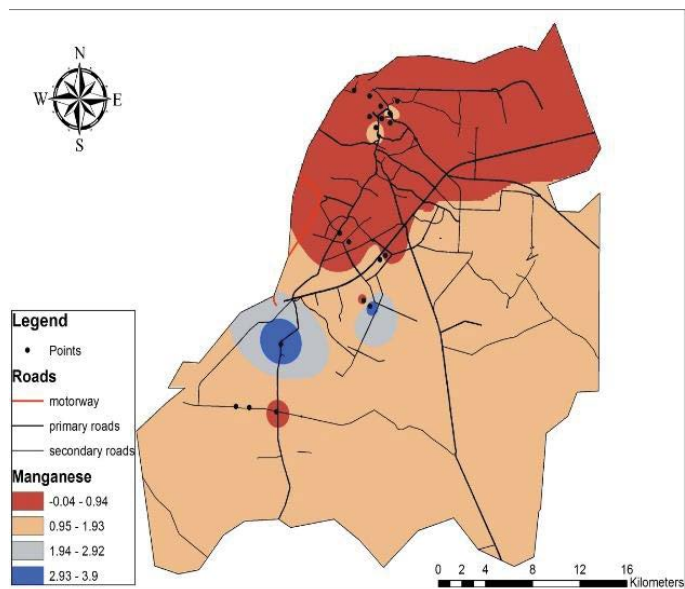 N
W E
S
Legend
Points
Roads
motorway
primary roads
secondary roads
Manganese
-0.04 - 0.94
0.95 - 1.93
1.94 - 2.92
2.93 - 3.9
0 2 4 8 12 16
Kilometers